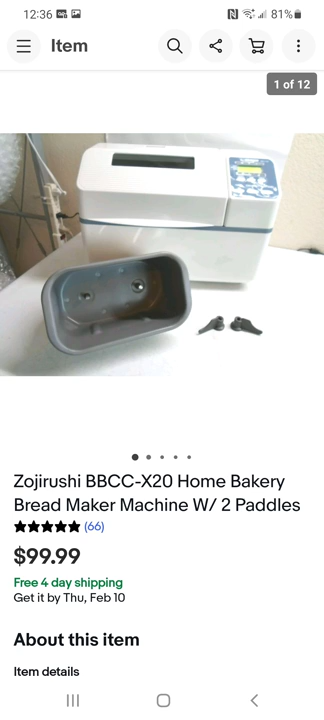 12:36
81%
Item
1 of 12
Zojirushi BBCC-X20 Home Bakery
Bread Maker Machine W/ 2 Paddles
(66)
$99.99
Free 4 day shipping
Get it by Thu, Feb 10
About this item
Item details